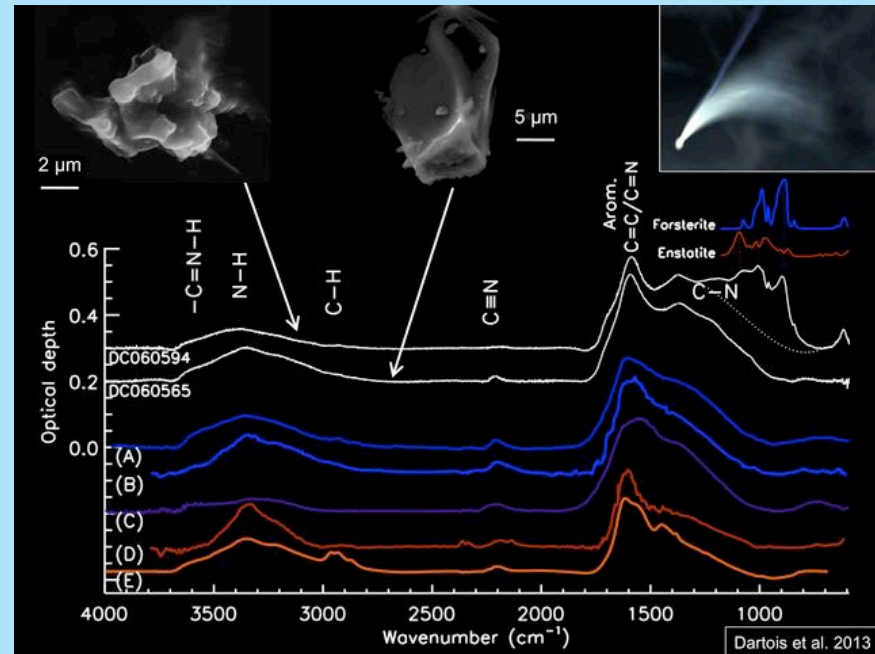 2 µm
5 µm
-C=N-H
N-H
C-H
C≡N
Arom.
C=C/C=N
Forsterite
Enstatite
C-N
DC060594
DC060565
(A)
(B)
(C)
(D)
(E)
Optical depth
0.6
0.4
0.2
0.0
4000 3500 3000 2500 2000 1500 1000
Wavenumber (cm⁻¹)
Dartois et al. 2013